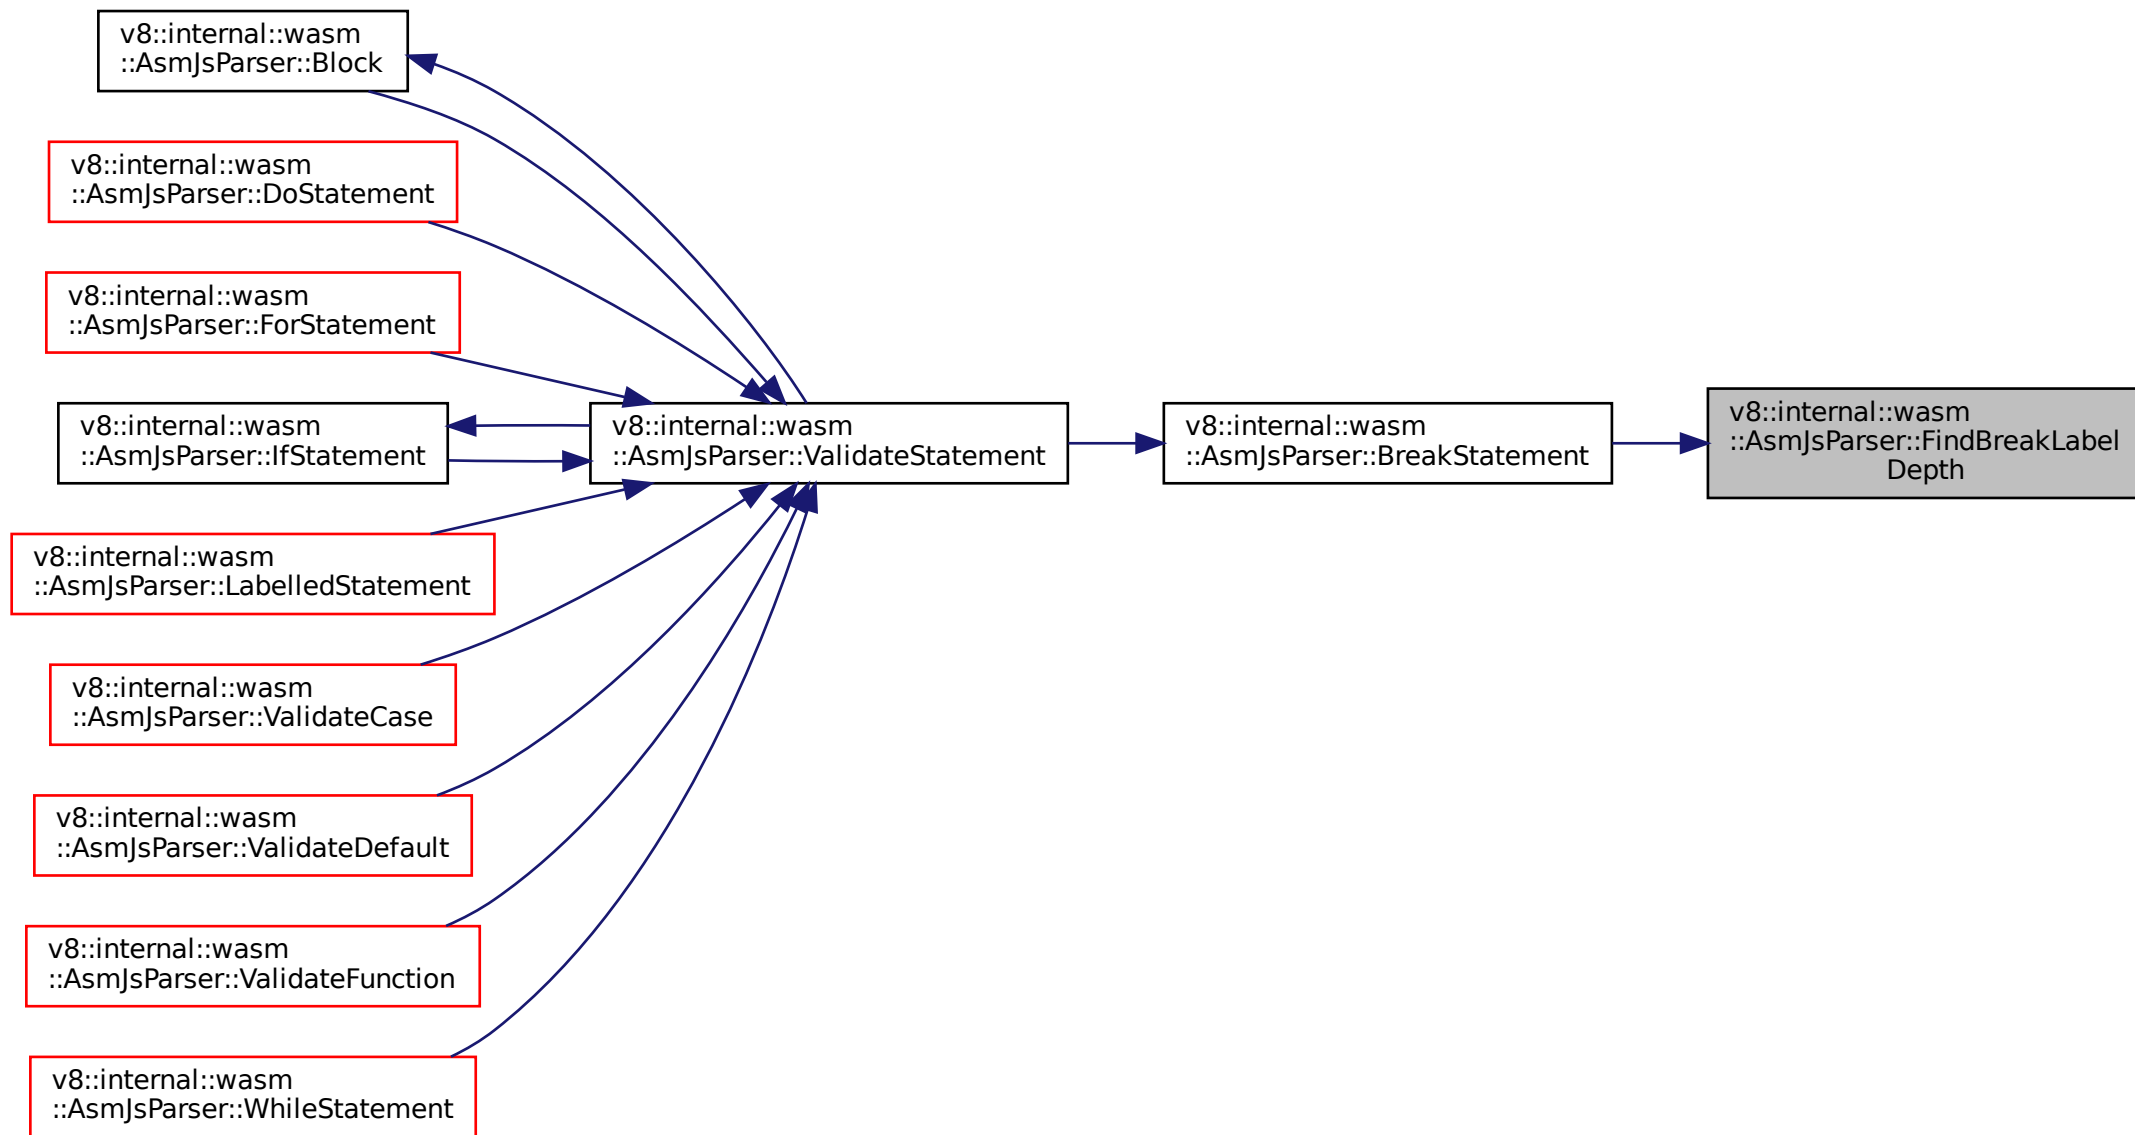 v8::internal::wasm
::AsmJsParser::Block
v8::internal::wasm
::AsmJsParser::DoStatement
v8::internal::wasm
::AsmJsParser::ForStatement
v8::internal::wasm
::AsmJsParser::IfStatement
v8::internal::wasm
::AsmJsParser::LabelledStatement
v8::internal::wasm
::AsmJsParser::ValidateCase
v8::internal::wasm
::AsmJsParser::ValidateDefault
v8::internal::wasm
::AsmJsParser::ValidateFunction
v8::internal::wasm
::AsmJsParser::WhileStatement
v8::internal::wasm
::AsmJsParser::ValidateStatement
v8::internal::wasm
::AsmJsParser::BreakStatement
v8::internal::wasm
::AsmJsParser::FindBreakLabel
Depth